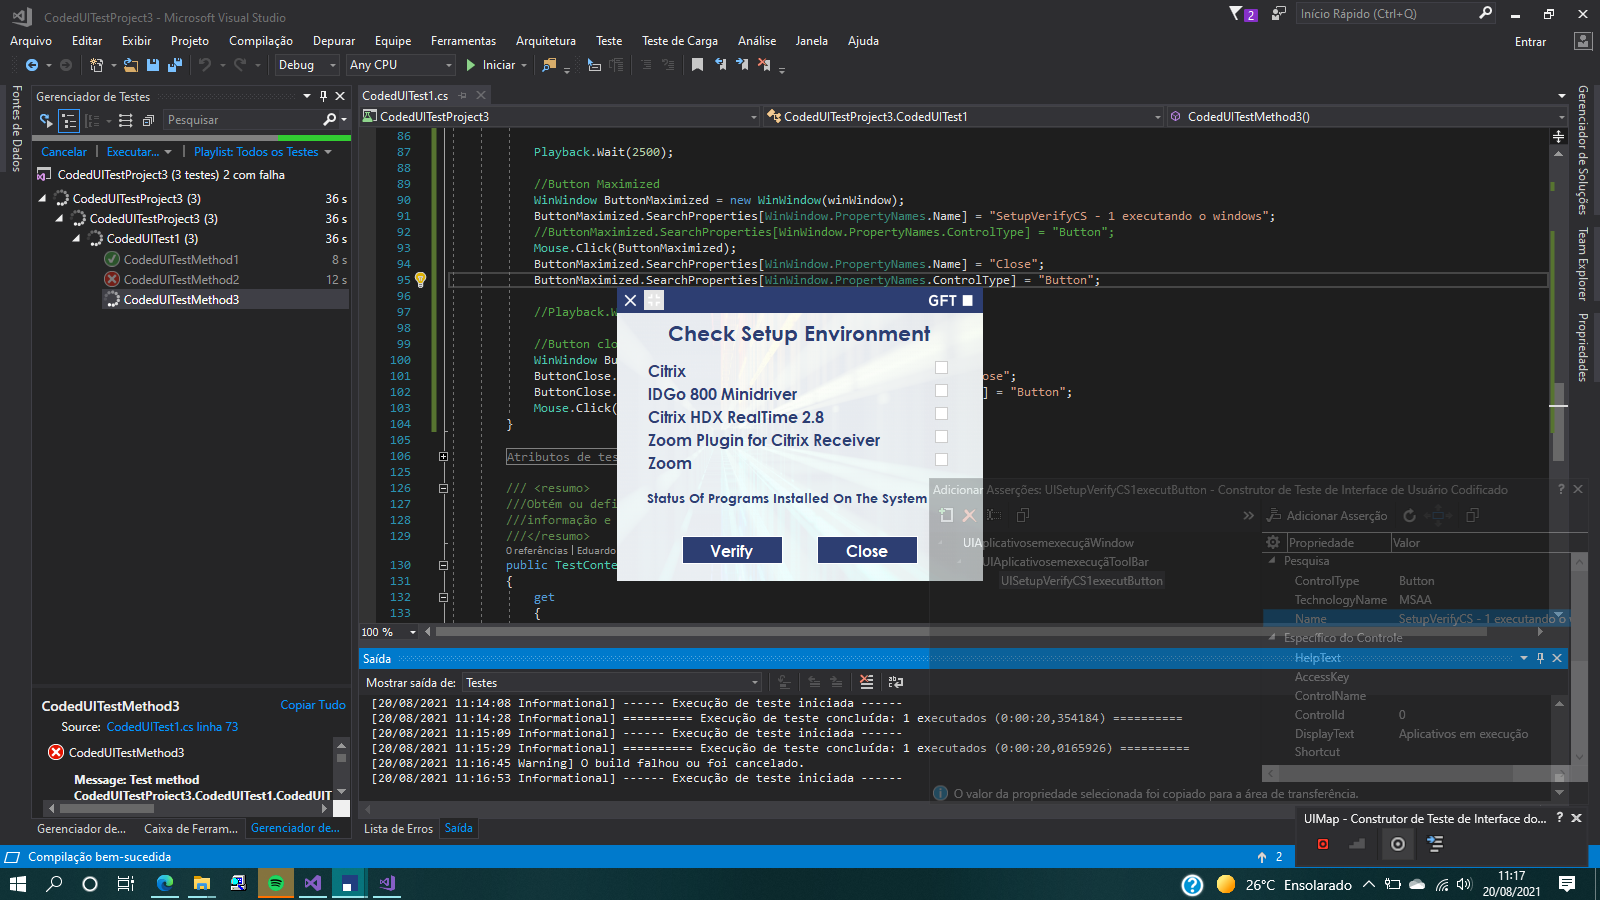 CodedUITestProject3 - Microsoft Visual Studio
2
Início Rápido (Ctrl+Q)
Arquivo Editar Exibir Projeto Compilação Depurar Equipe Ferramentas Arquitetura Teste Teste de Carga Análise Janela Ajuda
Entrar
Debug Any CPU Iniciar
Fontes de Dados
Gerenciador de Testes
Pesquisar
Cancelar Executar... Playlist: Todos os Testes
CodedUITestProject3 (3 testes) 2 com falha
CodedUITestProject3 (3) 36 s
CodedUITestProject3 (3) 36 s
CodedUITest1 (3) 36 s
CodedUITestMethod1 8 s
CodedUITestMethod2 12 s
CodedUITestMethod3
CodedUITestMethod3 Copiar Tudo
Source: CodedUITest1.cs linha 73
CodedUITestMethod3
Message: Test method
CodedUITestProject3.CodedUITest1.CodedUIT
Gerenciador de... Caixa de Ferram... Gerenciador de...
CodedUITest1.cs
CodedUITestProject3 CodedUITestProject3.CodedUITest1 CodedUITestMethod3()
86
87 Playback.Wait(2500);
88
89 //Button Maximized
90 WinWindow ButtonMaximized = new WinWindow(winWindow);
91 ButtonMaximized.SearchProperties[WinWindow.PropertyNames.Name] = "SetupVerifyCS - 1 executando o windows";
92 //ButtonMaximized.SearchProperties[WinWindow.PropertyNames.ControlType] = "Button";
93 Mouse.Click(ButtonMaximized);
94 ButtonMaximized.SearchProperties[WinWindow.PropertyNames.Name] = "Close";
95 ButtonMaximized.SearchProperties[WinWindow.PropertyNames.ControlType] = "Button";
96
97 //Playback.W
98
99 //Button clo
100 WinWindow Bu
101 ButtonClose. ose";
102 ButtonClose. ] = "Button";
103 Mouse.Click(
104 }
105
106 Atributos de tes
125
126 /// <resumo>
127 ///Obtém ou defi
128 ///informação e
129 ///</resumo>
0 referências | Eduardo
130 public TestConte
131 {
132 get
133 {
100 %
GFT
Check Setup Environment
Citrix
IDGo 800 Minidriver
Citrix HDX RealTime 2.8
Zoom Plugin for Citrix Receiver
Zoom
Status Of Programs Installed On The System
Verify Close
Adicionar Asserções: UISetupVerifyCS1executButton - Construtor de Teste de Interface de Usuário Codificado
Adicionar Asserção
UIAplicativosemexecuçãWindow
UIAplicativosemexecuçãToolBar
UISetupVerifyCS1executButton
Propriedade Valor
Pesquisa
ControlType Button
TechnologyName MSAA
Name SetupVerifyCS - 1 executando o
Específico do Controle
HelpText
AccessKey
ControlName
ControlId 0
DisplayText Aplicativos em execução
Shortcut
O valor da propriedade selecionada foi copiado para a área de transferência.
Gerenciador de Soluções
Team Explorer
Propriedades
Saída
Mostrar saída de: Testes
[20/08/2021 11:14:08 Informational] ------ Execução de teste iniciada ------
[20/08/2021 11:14:28 Informational] ========== Execução de teste concluída: 1 executados (0:00:20,354184) ==========
[20/08/2021 11:15:09 Informational] ------ Execução de teste iniciada ------
[20/08/2021 11:15:29 Informational] ========== Execução de teste concluída: 1 executados (0:00:20,0165926) ==========
[20/08/2021 11:16:45 Warning] O build falhou ou foi cancelado.
[20/08/2021 11:16:53 Informational] ------ Execução de teste iniciada ------
Lista de Erros Saída
UIMap - Construtor de Teste de Interface do...
Compilação bem-sucedida
2
26°C Ensolarado
11:17
20/08/2021